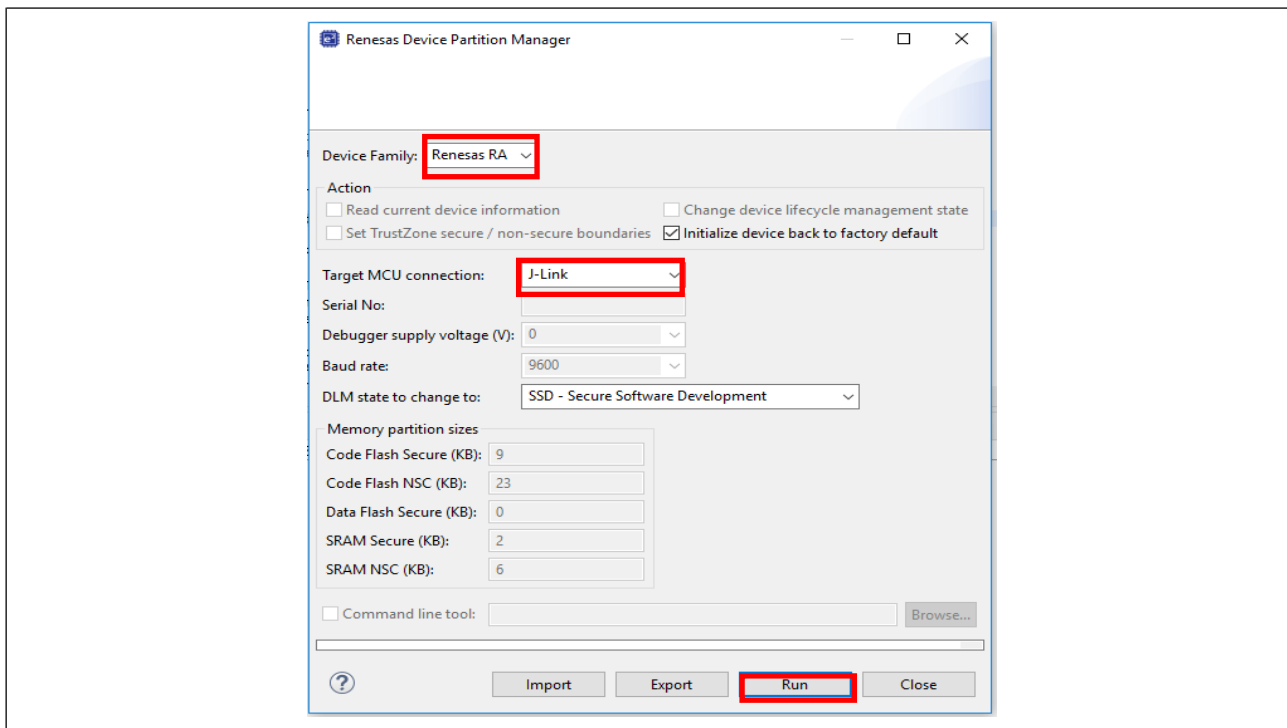 Renesas Device Partition Manager
Device Family: Renesas RA
Action
Read current device information Change device lifecycle management state
Set TrustZone secure / non-secure boundaries Initialize device back to factory default
Target MCU connection: J-Link
Serial No:
Debugger supply voltage (V): 0
Baud rate: 9600
DLM state to change to: SSD - Secure Software Development
Memory partition sizes
Code Flash Secure (KB): 9
Code Flash NSC (KB): 23
Data Flash Secure (KB): 0
SRAM Secure (KB): 2
SRAM NSC (KB): 6
Command line tool: Browse...
? Import Export Run Close